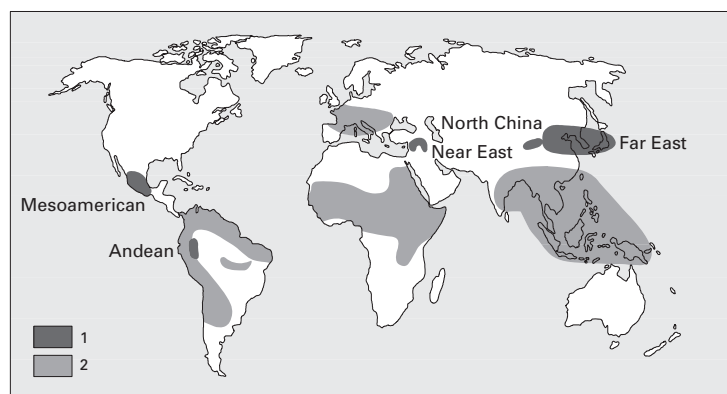 North China
Far East
Near East
Mesoamerican
Andean
1
2